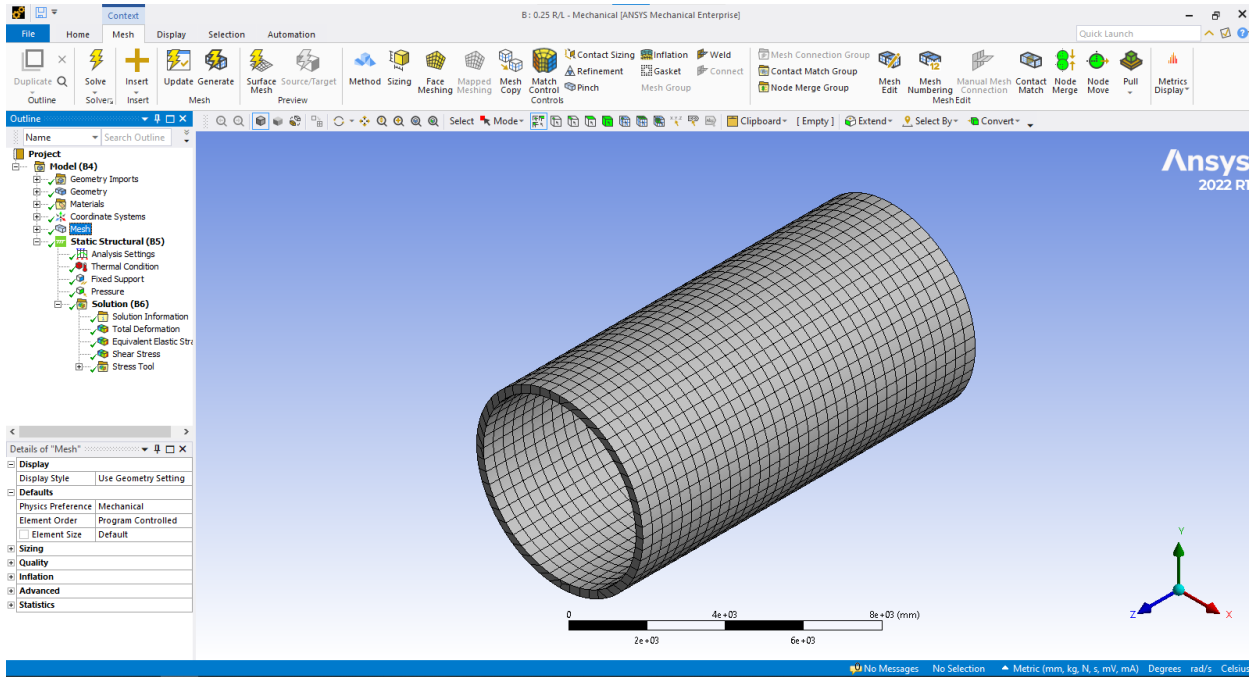 Context
B : 0.25 R/L - Mechanical [ANSYS Mechanical Enterprise]
File Home Mesh Display Selection Automation
Quick Launch
Duplicate
Outline
Solve
Solver
Insert
Insert
Update Generate
Mesh
Surface Mesh Source/Target
Preview
Method Sizing Face Meshing Mapped Meshing Mesh Copy Match Control
Contact Sizing Inflation Weld
Refinement Gasket Connect
Pinch Mesh Group
Controls
Mesh Connection Group
Contact Match Group
Node Merge Group
Mesh Edit Mesh Numbering Manual Mesh Connection Contact Match Node Merge Node Move Pull
Mesh Edit
Metrics Display
Outline
Select Mode Clipboard [ Empty ] Extend Select By Convert
Name Search Outline
Project
Model (B4)
Geometry Imports
Geometry
Materials
Coordinate Systems
Mesh
Static Structural (B5)
Analysis Settings
Thermal Condition
Fixed Support
Pressure
Solution (B6)
Solution Information
Total Deformation
Equivalent Elastic Stra
Shear Stress
Stress Tool
Details of "Mesh"
Display
Display Style Use Geometry Setting
Defaults
Physics Preference Mechanical
Element Order Program Controlled
Element Size Default
Sizing
Quality
Inflation
Advanced
Statistics
Ansys
2022 R1
Y
Z
X
0 4e+03 8e+03 (mm)
2e+03 6e+03
No Messages No Selection Metric (mm, kg, N, s, mV, mA) Degrees rad/s Celsius